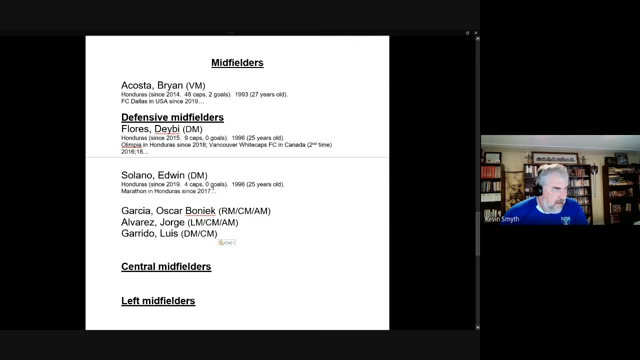 Midfielders
Acosta, Bryan (VM)
Honduras (since 2014. 48 caps, 2 goals). 1993 (27 years old).
FC Dallas in USA since 2019...
Defensive midfielders
Flores, Deybi (DM)
Honduras (since 2015. 9 caps, 0 goals). 1996 (25 years old).
Olimpia in Honduras since 2018; Vancouver Whitecaps FC in Canada (2nd time)
2016;18...
Solano, Edwin (DM)
Honduras (since 2019. 4 caps, 0 goals). 1996 (25 years old).
Marathon in Honduras since 2017...
Garcia, Oscar Boniek (RM/CM/AM)
Alvarez, Jorge (LM/CM/AM)
Garrido, Luis (DM/CM)
Central midfielders
Left midfielders
Kevin Smyth